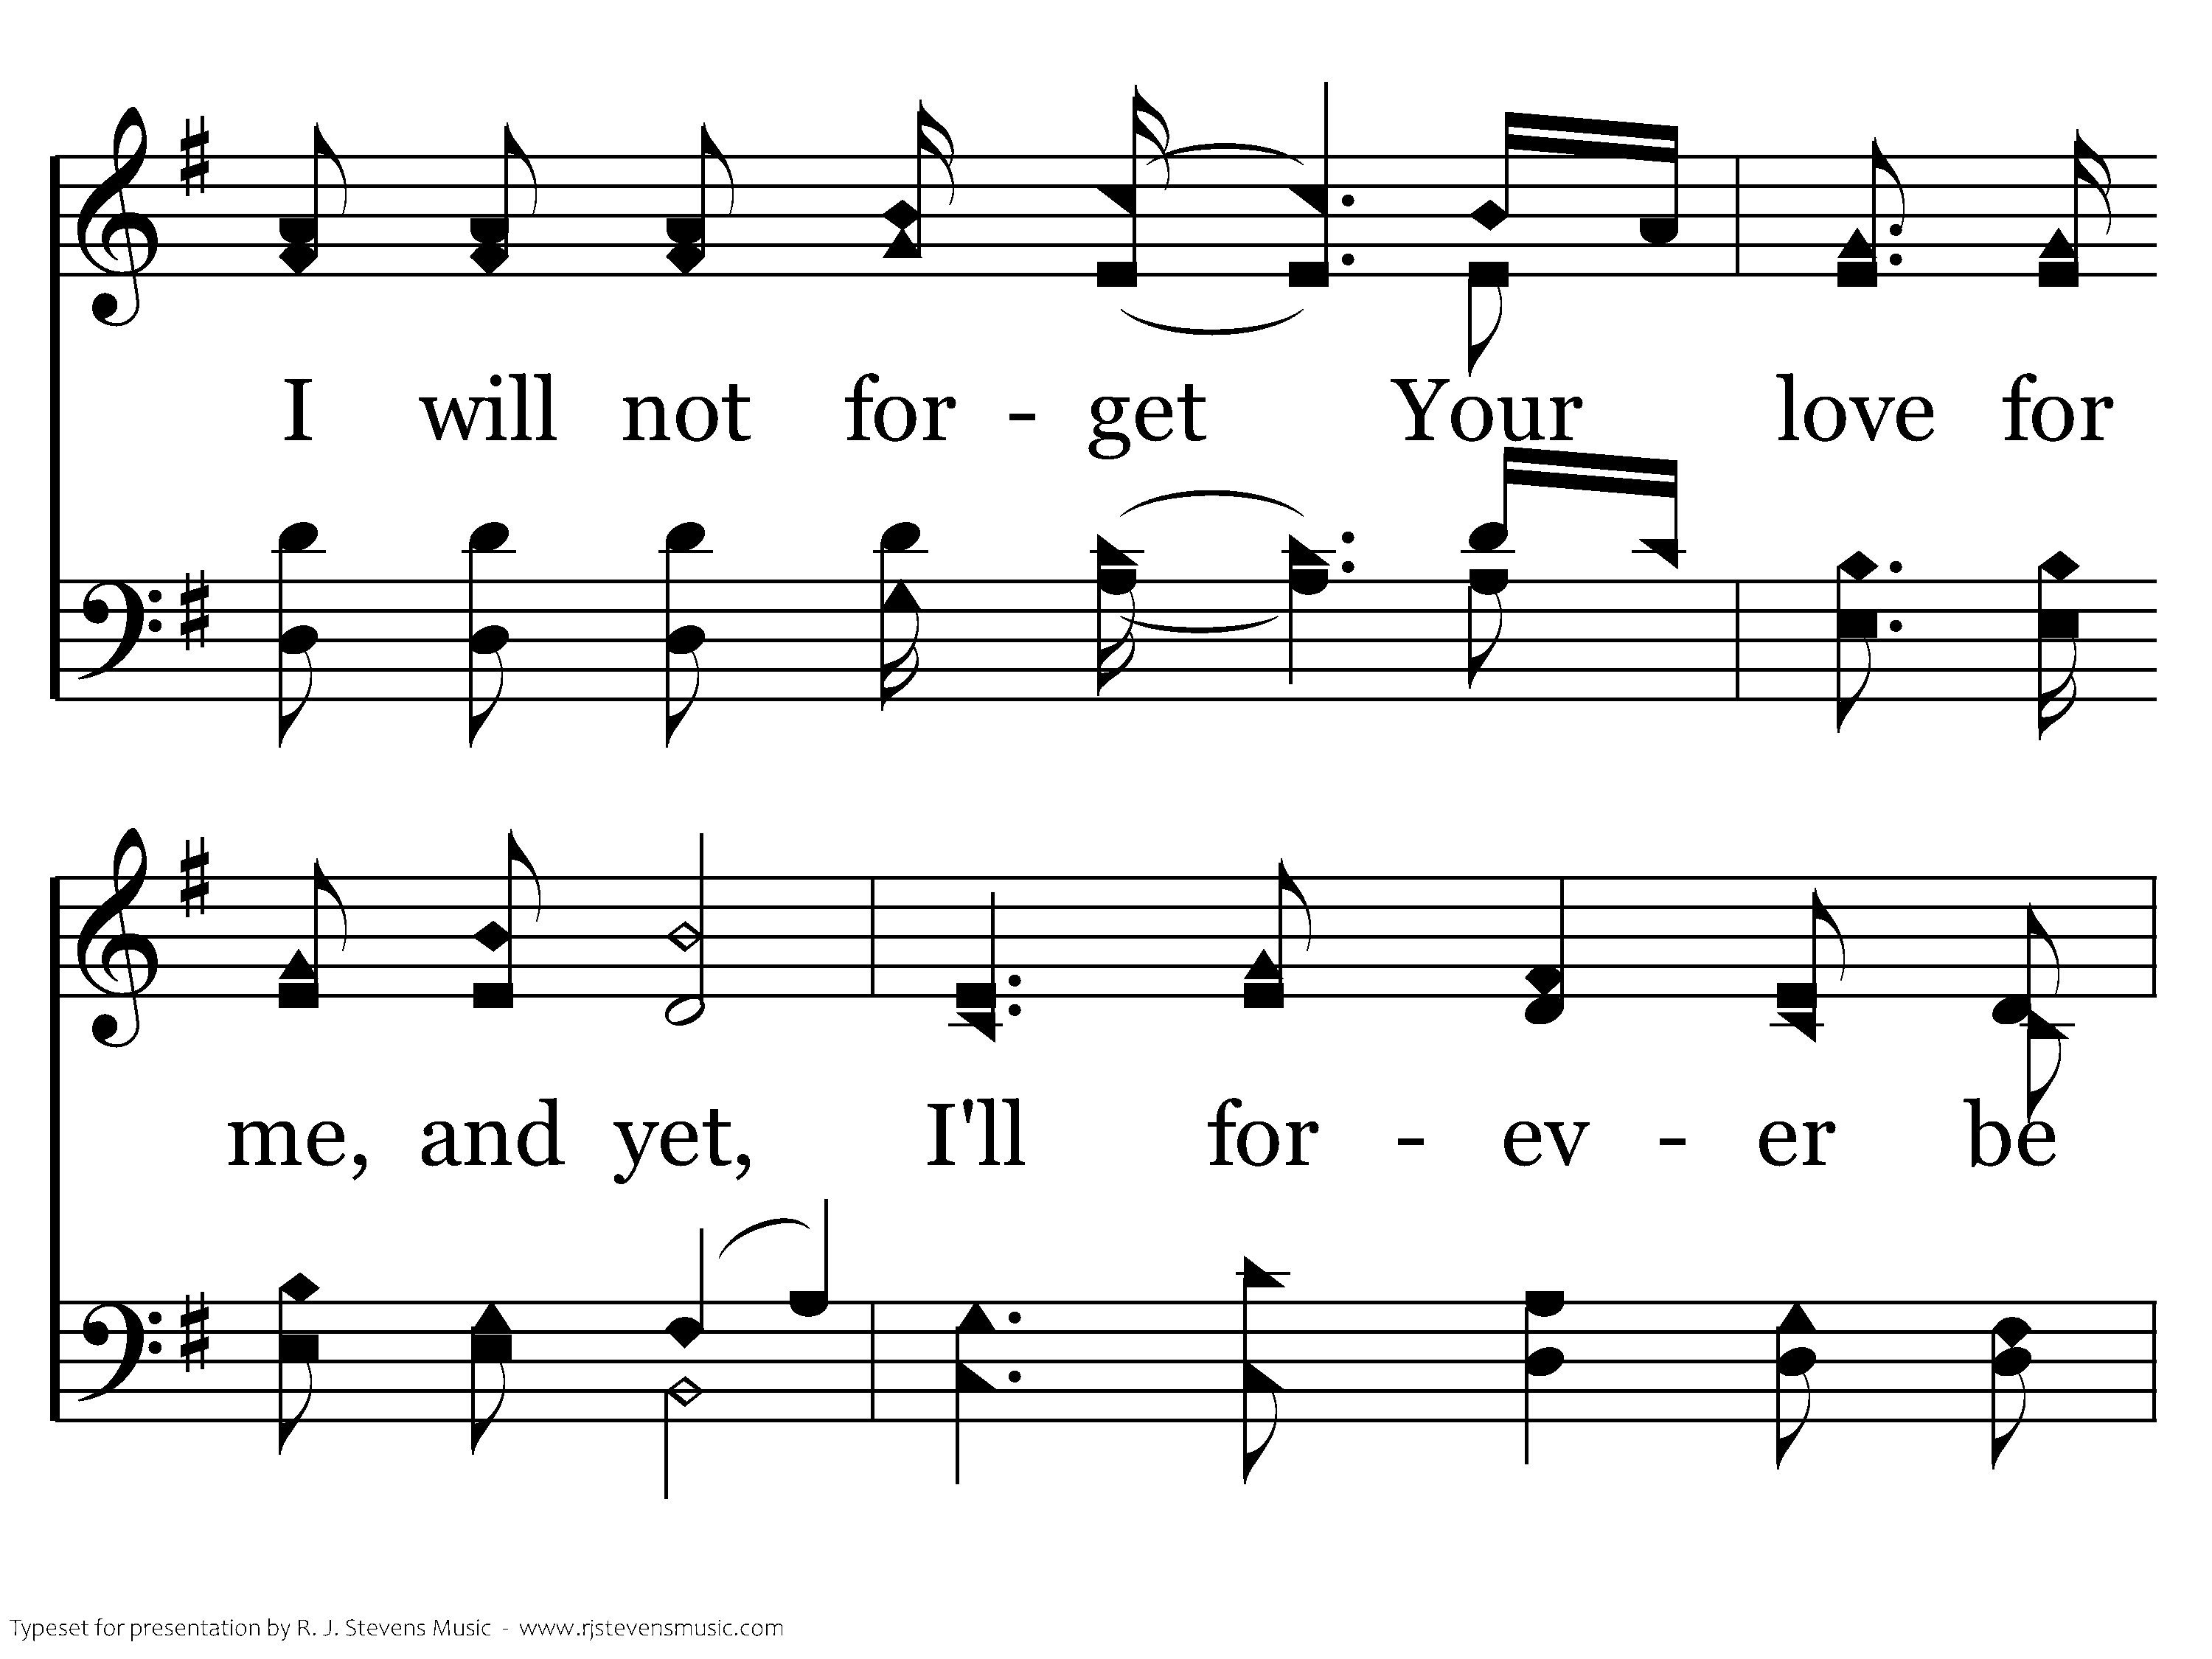 I will not for - get Your love for
me, and yet, I'll for - ev - er be
Typeset for presentation by R. J. Stevens Music - www.rjstevensmusic.com